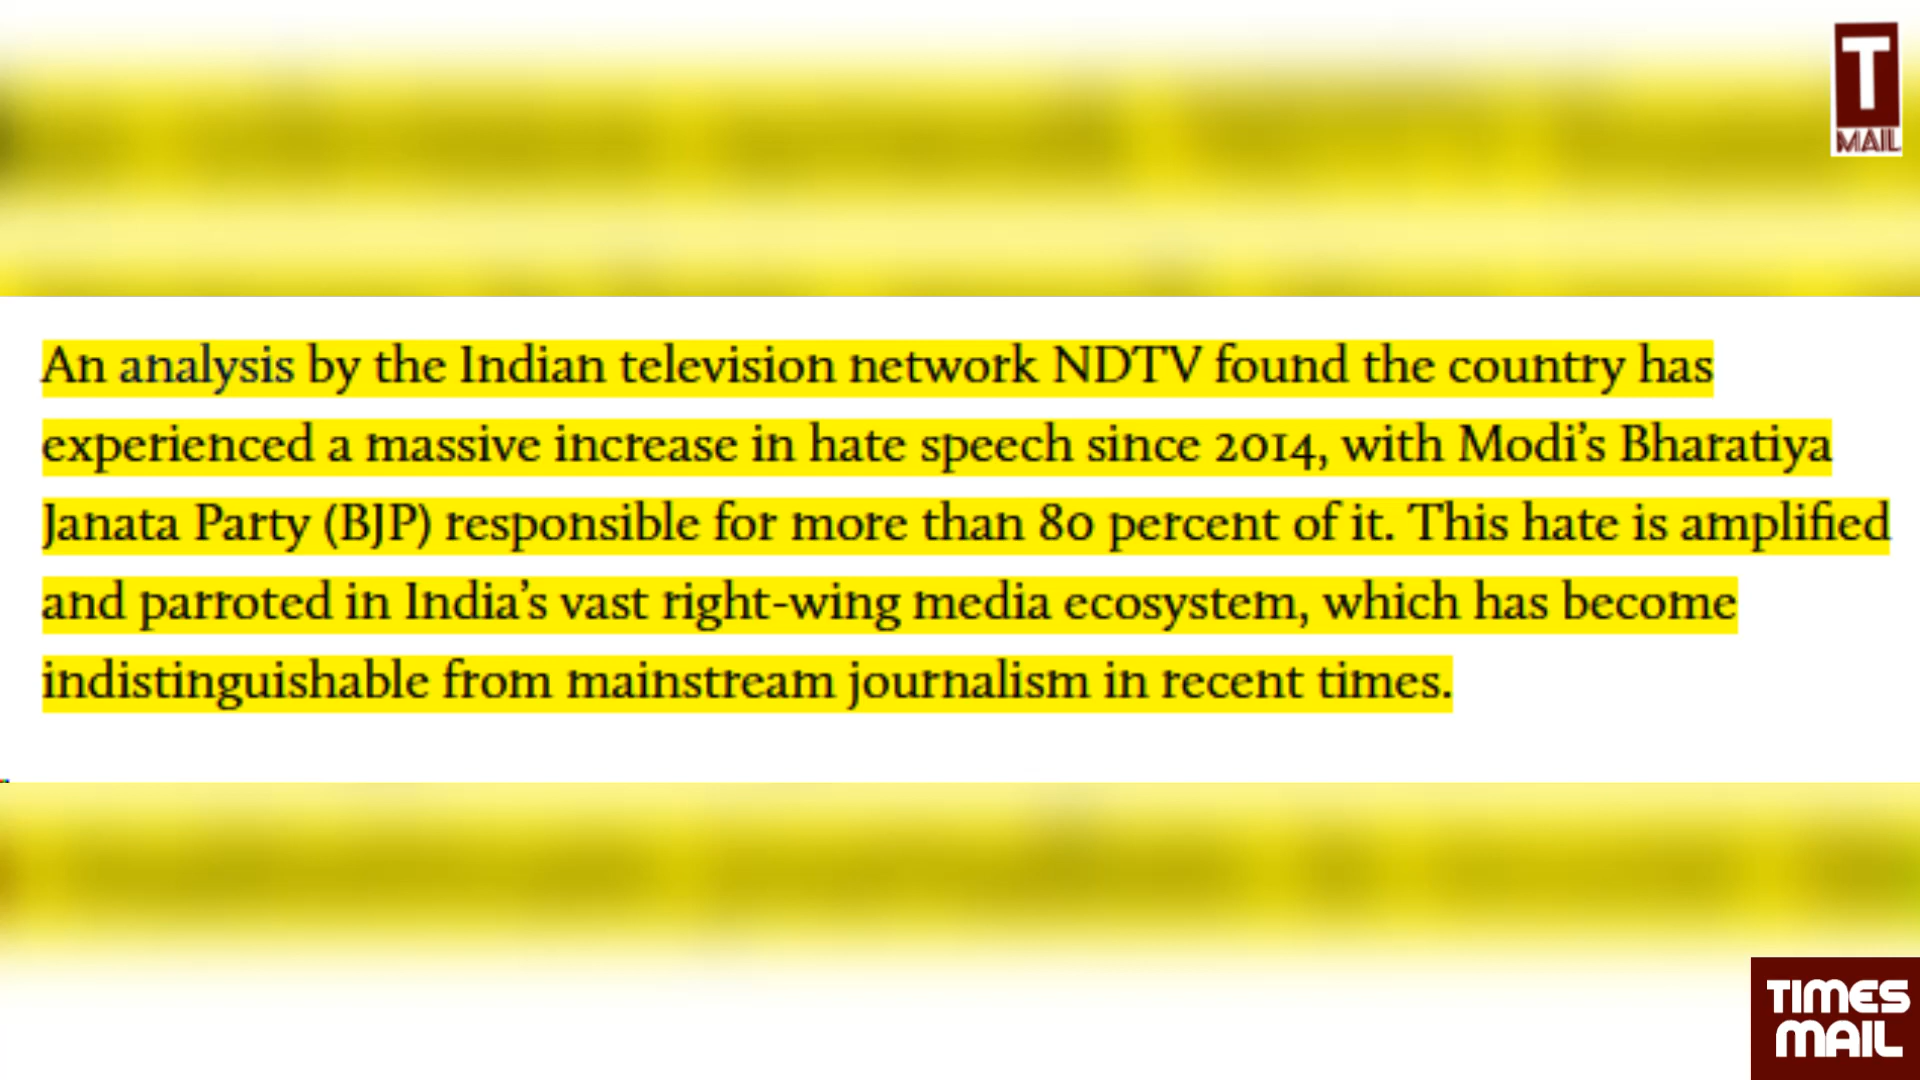 T
MAIL
An analysis by the Indian television network NDTV found the country has
experienced a massive increase in hate speech since 2014, with Modi’s Bharatiya
Janata Party (BJP) responsible for more than 80 percent of it. This hate is amplified
and parroted in India’s vast right-wing media ecosystem, which has become
indistinguishable from mainstream journalism in recent times.
TIMES
MAIL